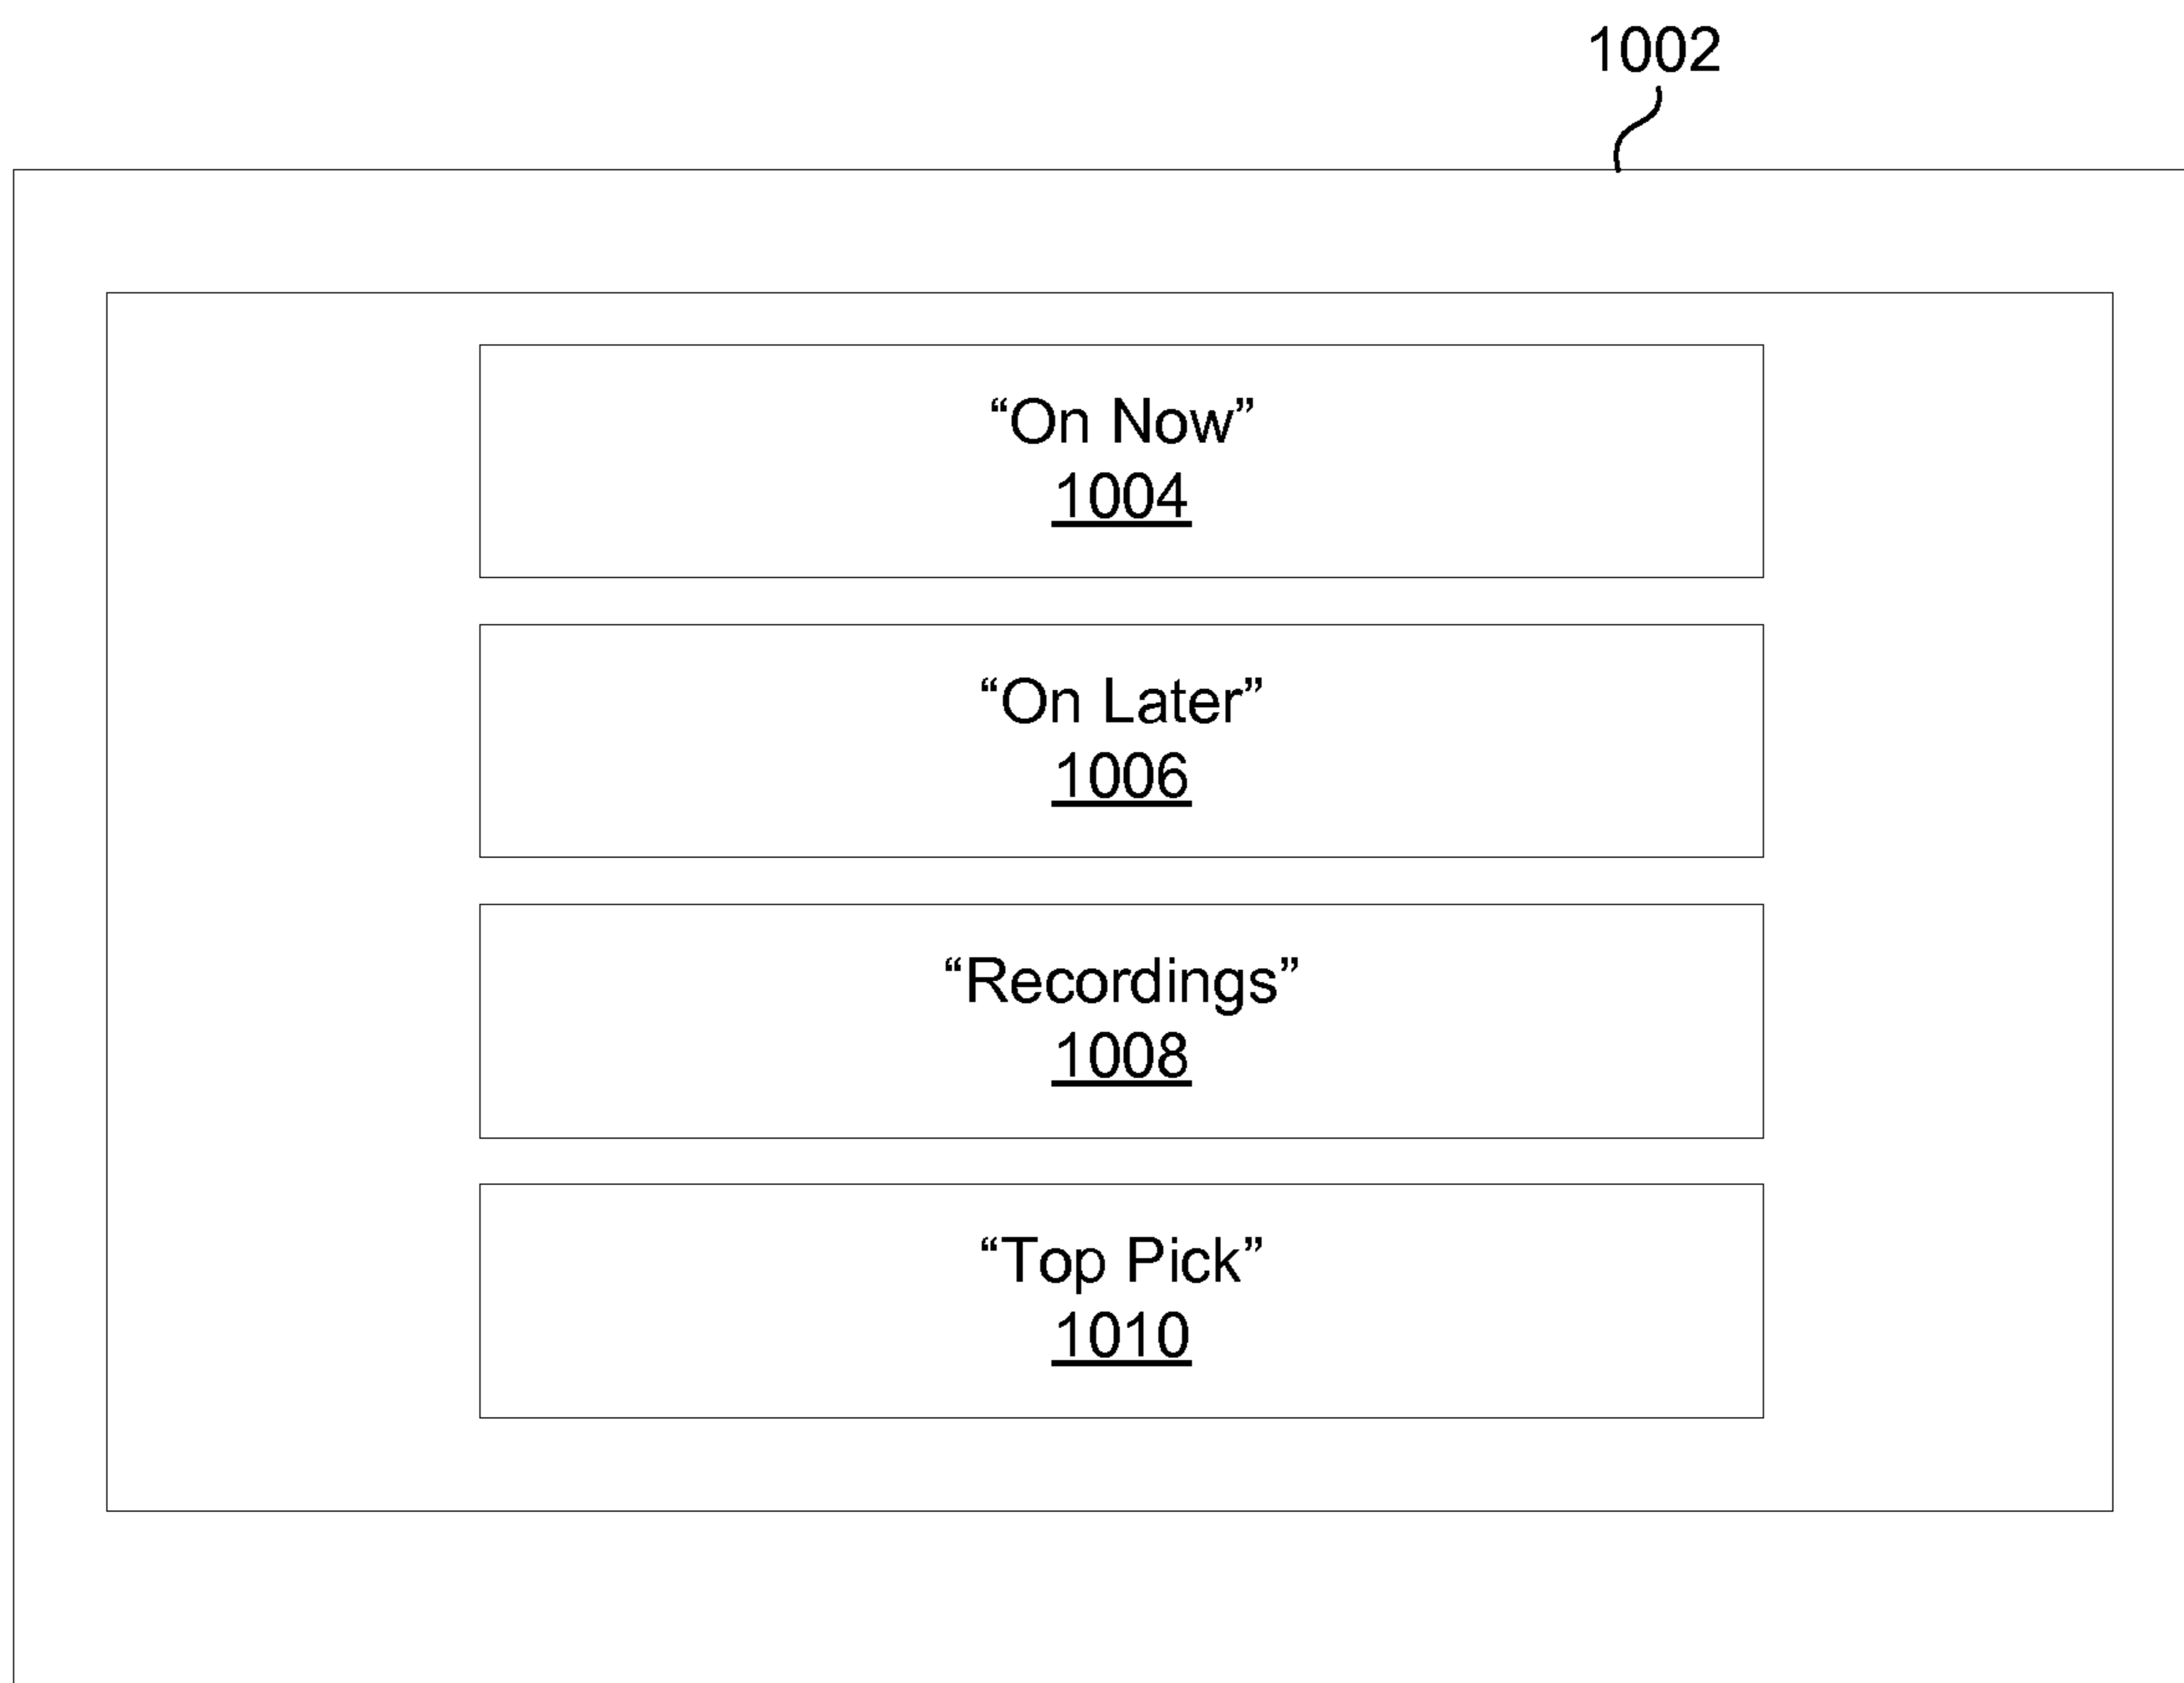 1002
“On Now”
1004
“On Later”
1006
“Recordings”
1008
“Top Pick”
1010